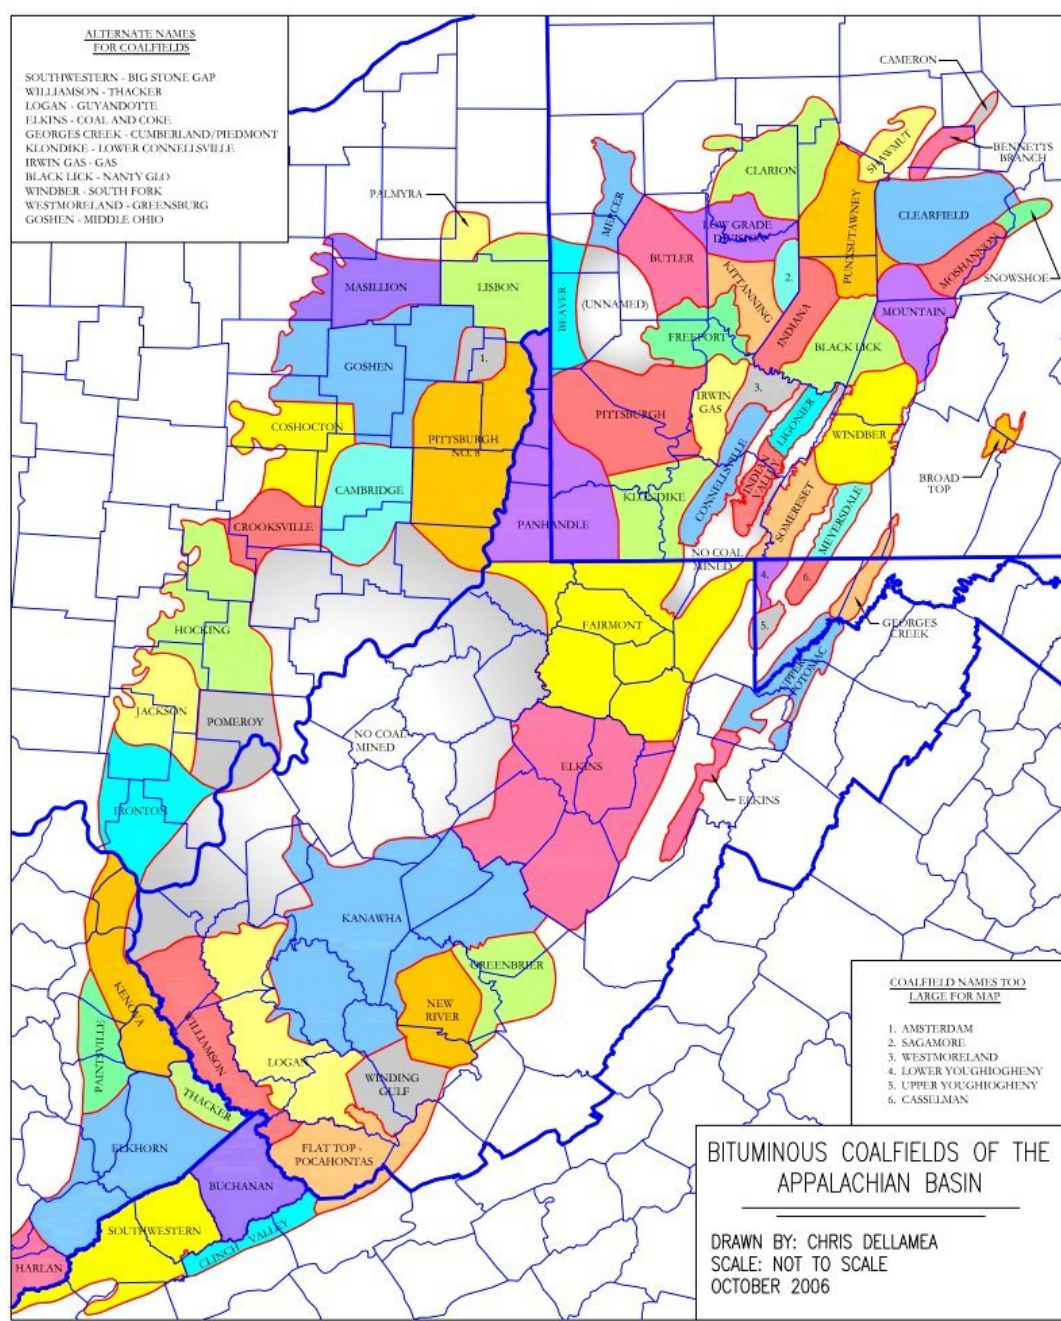 ALTERNATE NAMES
FOR COALFIELDS
SOUTHWESTERN - BIG STONE GAP
WILLIAMSON - THACKER
LOGAN - GUYANDOTTE
ELKINS - COAL AND COKE
GEORGES CREEK - CUMBERLAND/PIEDMONT
KLONDIKE - LOWER CONNELLSVILLE
IRWIN GAS - GAS
BLACK LICK - NANTY GLO
WINDBER - SOUTH FORK
WESTMORELAND - GREENSBURG
GOSHEN - MIDDLE OHIO
CAMERON
BENNETTS
BRANCH
SHAWMUT
CLARION
PALMYRA
MERCER
LOW GRADE
DIVISION
PUNXSUTAWNEY
CLEARFIELD
MOSHANNON
SNOWSHOE
BUTLER
KITTANNING
2.
MASILLION
LISBON
BEAVER
(UNNAMED)
INDIANA
MOUNTAIN
FREEPORT
BLACK LICK
GOSHEN
1.
IRWIN
GAS
3.
PITTSBURGH
LIGONIER
COSHOCTON
PITTSBURGH
NO. 8
WINDBER
CONNELLSVILLE
INDIAN
VALLEY
BROAD
TOP
CAMBRIDGE
KLONDIKE
SOMERESET
MEYERSDALE
CROOKSVILLE
PANHANDLE
NO COAL
MINED
4.
6.
HOCKING
FAIRMONT
5.
GEORGES
CREEK
UPPER
POTOMAC
JACKSON
POMEROY
NO COAL
MINED
ELKINS
ELKINS
IRONTON
KANAWHA
GREENBRIER
KENOVA
NEW
RIVER
WILLIAMSON
PAINTSVILLE
LOGAN
WINDING
GULF
THACKER
ELKHORN
FLAT TOP -
POCAHONTAS
BUCHANAN
SOUTHWESTERN
CLINCH VALLEY
HARLAN
COALFIELD NAMES TOO
LARGE FOR MAP
1. AMSTERDAM
2. SAGAMORE
3. WESTMORELAND
4. LOWER YOUGHIOGHENY
5. UPPER YOUGHIOGHENY
6. CASSELMAN
BITUMINOUS COALFIELDS OF THE
APPALACHIAN BASIN
DRAWN BY: CHRIS DELLAMEA
SCALE: NOT TO SCALE
OCTOBER 2006